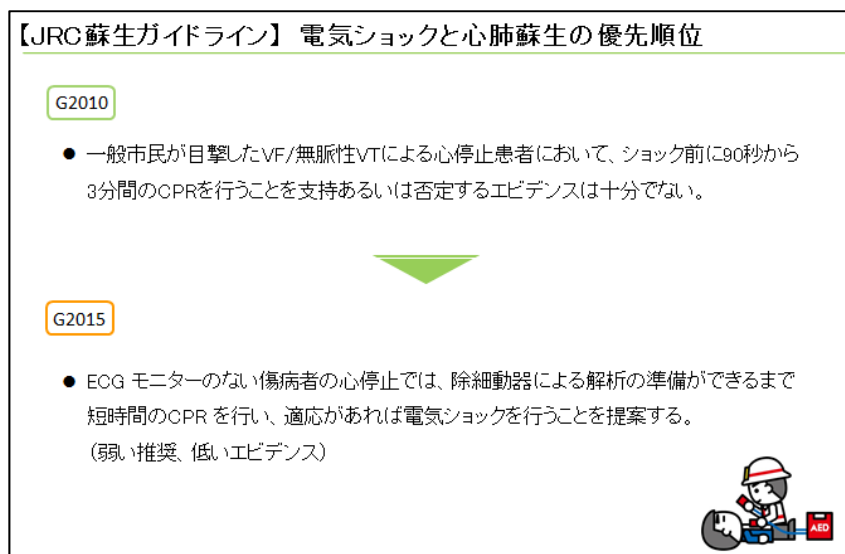 【JRC蘇生ガイドライン】 電気ショックと心肺蘇生の優先順位
G2010
● 一般市民が目撃したVF/無脈性VTによる心停止患者において、ショック前に90秒から
3分間のCPRを行うことを支持あるいは否定するエビデンスは十分でない。
G2015
● ECG モニターのない傷病者の心停止では、除細動器による解析の準備ができるまで
短時間のCPR を行い、適応があれば電気ショックを行うことを提案する。
（弱い推奨、低いエビデンス）
AED